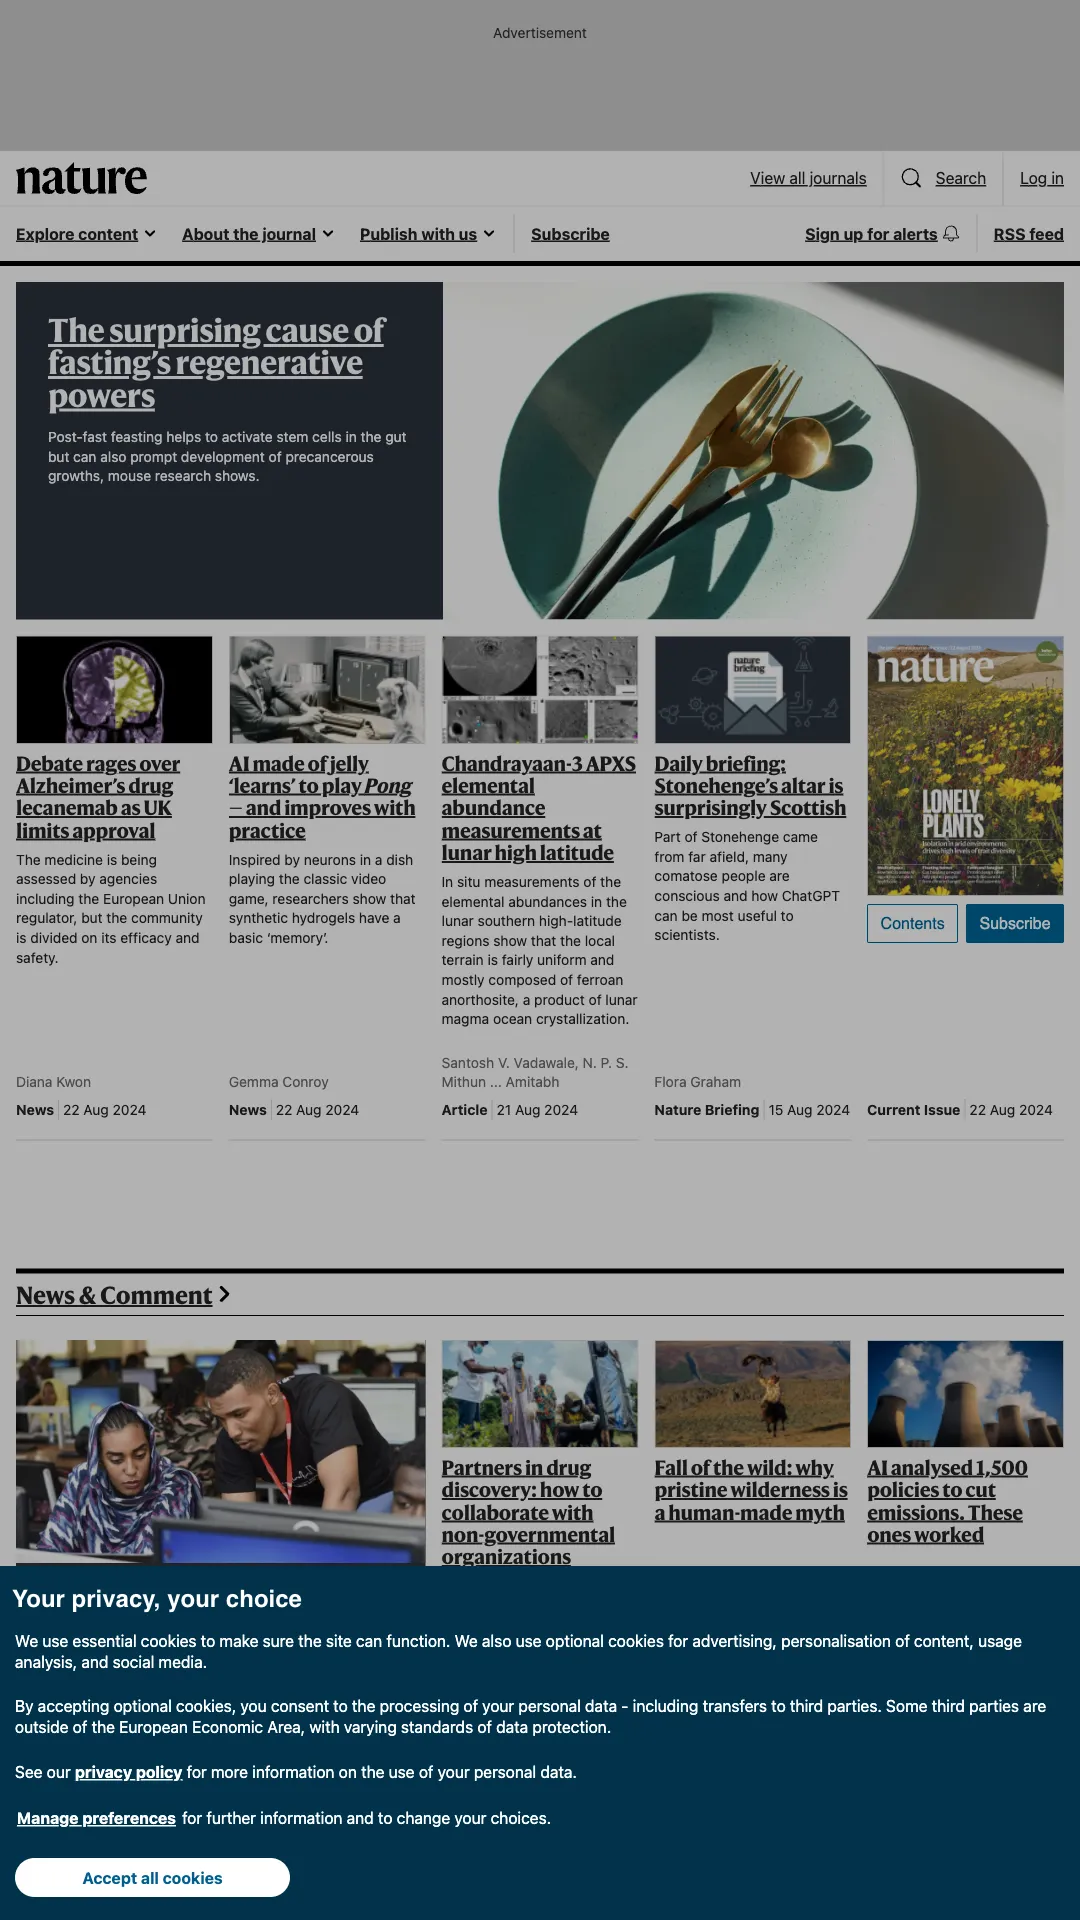 Advertisement
nature
View all journals
Search
Log in
Explore content
About the journal
Publish with us
Subscribe
Sign up for alerts
RSS feed
The surprising cause of
fasting’s regenerative
powers
Post-fast feasting helps to activate stem cells in the gut
but can also prompt development of precancerous
growths, mouse research shows.
Debate rages over
Alzheimer’s drug
lecanemab as UK
limits approval
The medicine is being
assessed by agencies
including the European Union
regulator, but the community
is divided on its efficacy and
safety.
Diana Kwon
News
22 Aug 2024
AI made of jelly
‘learns’ to play Pong
— and improves with
practice
Inspired by neurons in a dish
playing the classic video
game, researchers show that
synthetic hydrogels have a
basic ‘memory’.
Gemma Conroy
News
22 Aug 2024
Chandrayaan-3 APXS
elemental
abundance
measurements at
lunar high latitude
In situ measurements of the
elemental abundances in the
lunar southern high-latitude
regions show that the local
terrain is fairly uniform and
mostly composed of ferroan
anorthosite, a product of lunar
magma ocean crystallization.
Santosh V. Vadawale, N. P. S.
Mithun ... Amitabh
Article
21 Aug 2024
nature
briefing
Daily briefing:
Stonehenge’s altar is
surprisingly Scottish
Part of Stonehenge came
from far afield, many
comatose people are
conscious and how ChatGPT
can be most useful to
scientists.
Flora Graham
Nature Briefing
15 Aug 2024
nature
LONELY
PLANTS
Isolation in arid environments
drives high levels of trait diversity
Contents
Subscribe
Current Issue
22 Aug 2024
News & Comment
Partners in drug
discovery: how to
collaborate with
non-governmental
organizations
Fall of the wild: why
pristine wilderness is
a human-made myth
AI analysed 1,500
policies to cut
emissions. These
ones worked
Your privacy, your choice
We use essential cookies to make sure the site can function. We also use optional cookies for advertising, personalisation of content, usage
analysis, and social media.
By accepting optional cookies, you consent to the processing of your personal data - including transfers to third parties. Some third parties are
outside of the European Economic Area, with varying standards of data protection.
See our privacy policy for more information on the use of your personal data.
Manage preferences for further information and to change your choices.
Accept all cookies